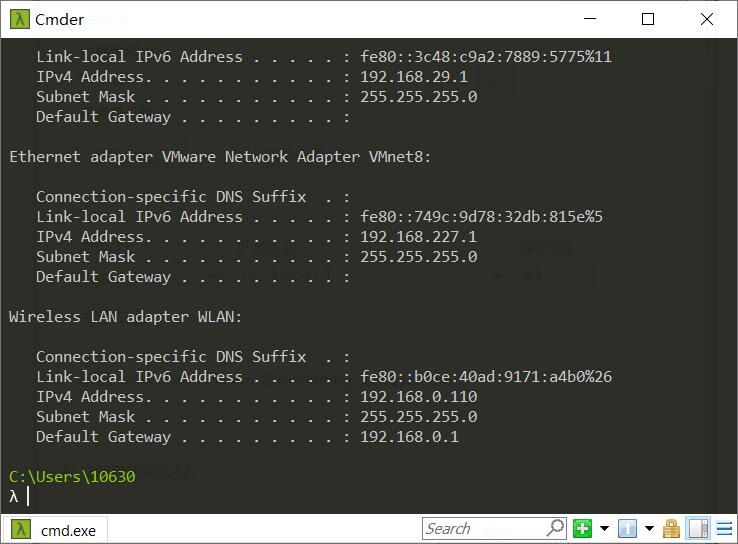 Cmder
Link-local IPv6 Address . . . . . : fe80::3c48:c9a2:7889:5775%11
IPv4 Address. . . . . . . . . . . : 192.168.29.1
Subnet Mask . . . . . . . . . . . : 255.255.255.0
Default Gateway . . . . . . . . . :
Ethernet adapter VMware Network Adapter VMnet8:
Connection-specific DNS Suffix  . :
Link-local IPv6 Address . . . . . : fe80::749c:9d78:32db:815e%5
IPv4 Address. . . . . . . . . . . : 192.168.227.1
Subnet Mask . . . . . . . . . . . : 255.255.255.0
Default Gateway . . . . . . . . . :
Wireless LAN adapter WLAN:
Connection-specific DNS Suffix  . :
Link-local IPv6 Address . . . . . : fe80::b0ce:40ad:9171:a4b0%26
IPv4 Address. . . . . . . . . . . : 192.168.0.110
Subnet Mask . . . . . . . . . . . : 255.255.255.0
Default Gateway . . . . . . . . . : 192.168.0.1
C:\Users\10630
λ
cmd.exe
Search